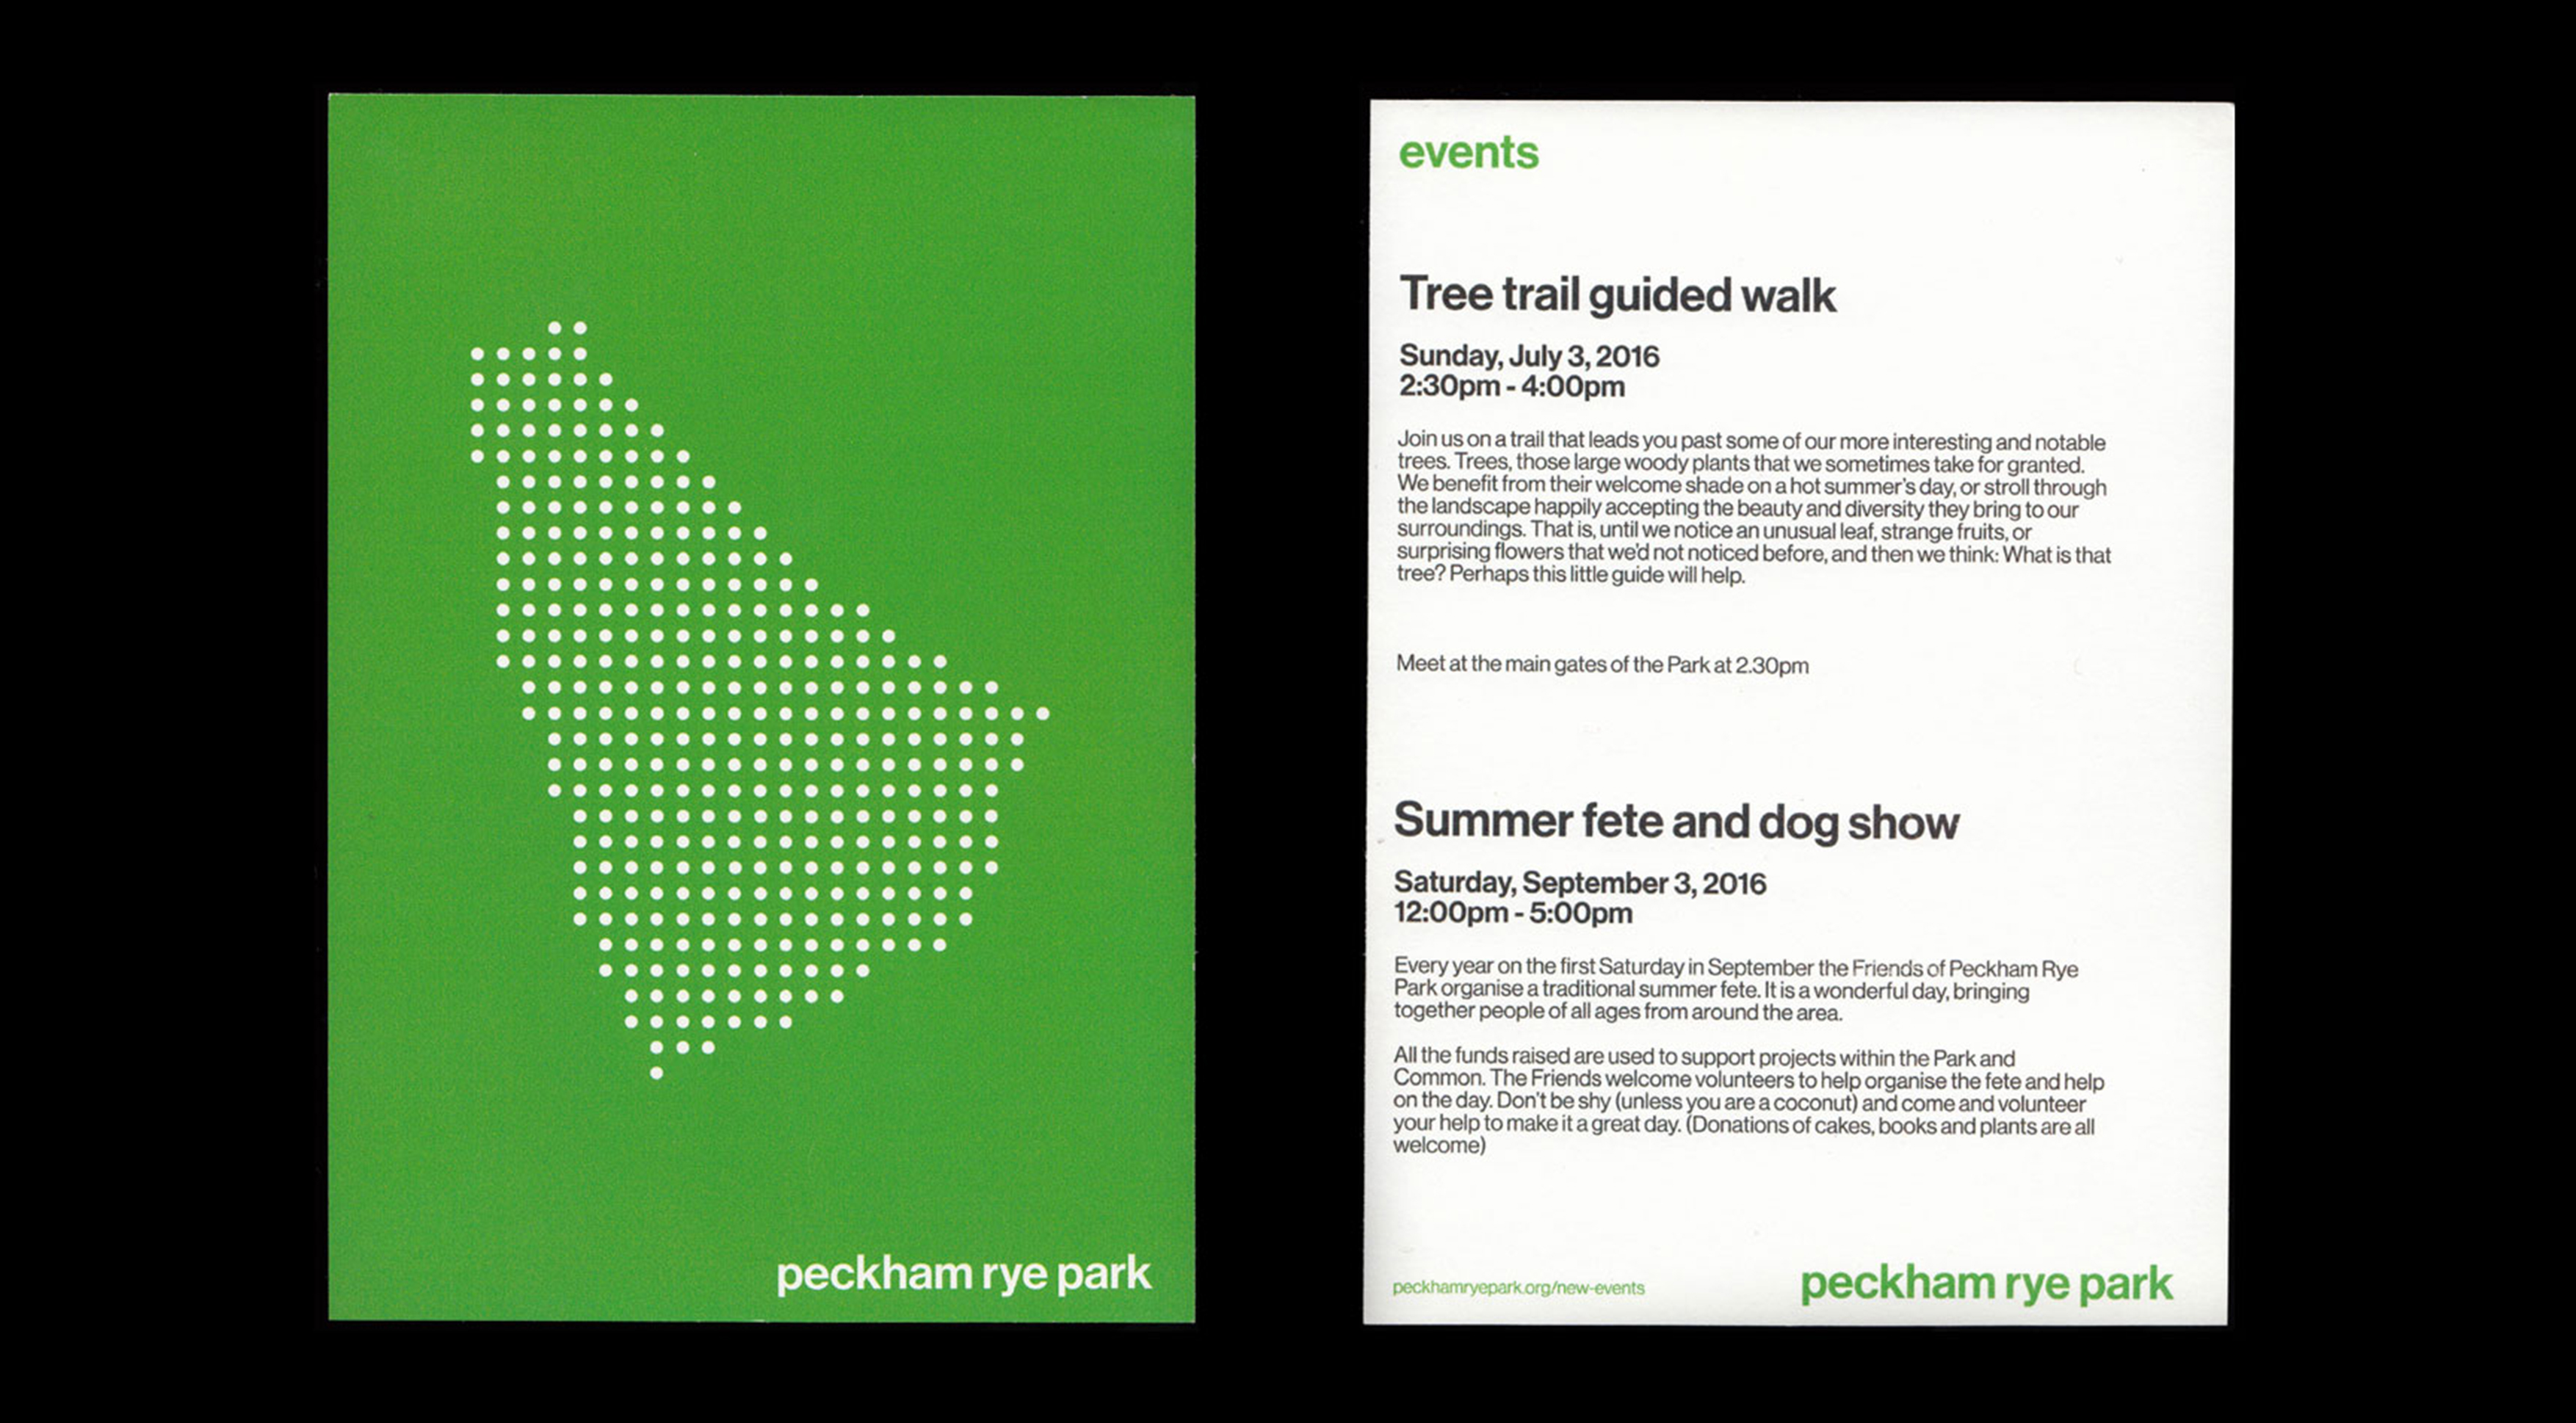 peckham rye park
events
Tree trail guided walk
Sunday, July 3, 2016
2:30pm - 4:00pm
Join us on a trail that leads you past some of our more interesting and notable
trees. Trees, those large woody plants that we sometimes take for granted.
We benefit from their welcome shade on a hot summer's day, or stroll through
the landscape happily accepting the beauty and diversity they bring to our
surroundings. That is, until we notice an unusual leaf, strange fruits, or
surprising flowers that we'd not noticed before, and then we think: What is that
tree? Perhaps this little guide will help.
Meet at the main gates of the Park at 2.30pm
Summer fete and dog show
Saturday, September 3, 2016
12:00pm - 5:00pm
Every year on the first Saturday in September the Friends of Peckham Rye
Park organise a traditional summer fete. It is a wonderful day, bringing
together people of all ages from around the area.
All the funds raised are used to support projects within the Park and
Common. The Friends welcome volunteers to help organise the fete and help
on the day. Don't be shy (unless you are a coconut) and come and volunteer
your help to make it a great day. (Donations of cakes, books and plants are all
welcome)
peckhamryepark.org/new-events
peckham rye park